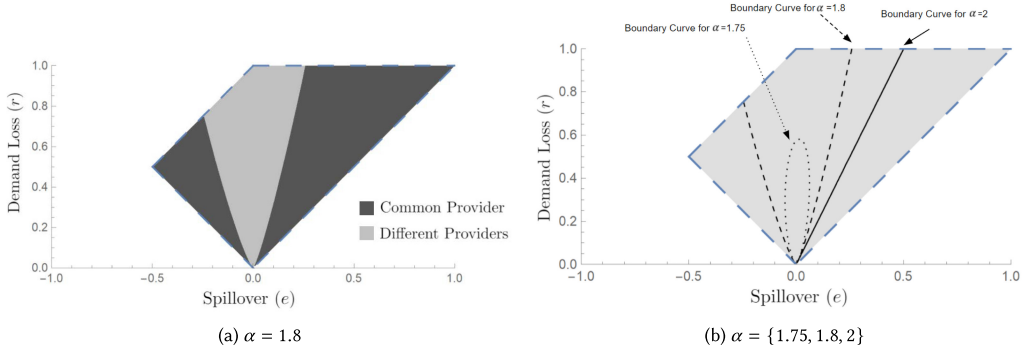 Demand Loss (r)
1.0
0.8
0.6
0.4
0.2
0.0
−1.0 −0.5 0.0 0.5 1.0
Spillover (e)
Common Provider
Different Providers
(a) α = 1.8
Boundary Curve for α =1.8
Boundary Curve for α =1.75
Boundary Curve for α =2
Demand Loss (r)
1.0
0.8
0.6
0.4
0.2
0.0
−1.0 −0.5 0.0 0.5 1.0
Spillover (e)
(b) α = {1.75, 1.8, 2}